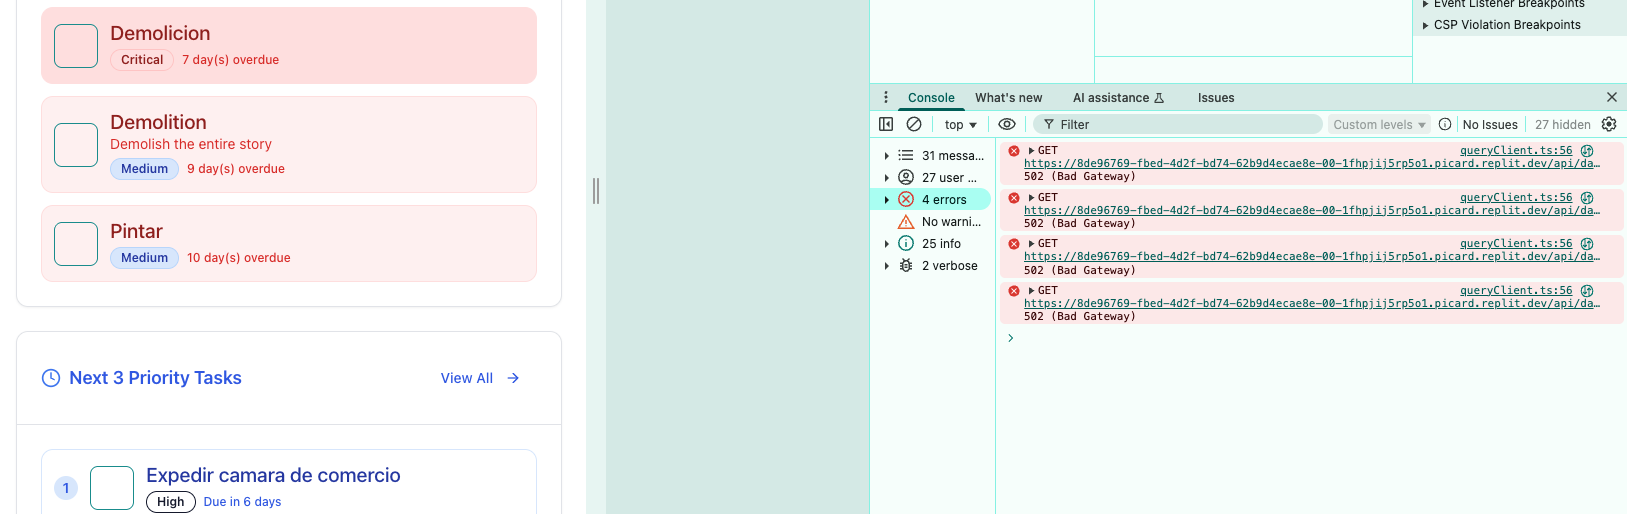 Demolicion
Critical 7 day(s) overdue
Demolition
Demolish the entire story
Medium 9 day(s) overdue
Pintar
Medium 10 day(s) overdue
Next 3 Priority Tasks
View All
1
Expedir camara de comercio
High Due in 6 days
Event Listener Breakpoints
CSP Violation Breakpoints
Console What's new AI assistance Issues
top Filter Custom levels No Issues 27 hidden
31 messa...
27 user ...
4 errors
No warni...
25 info
2 verbose
GET queryClient.ts:56
https://8de96769-fbed-4d2f-bd74-62b9d4ecae8e-00-1fhpjij5rp5o1.picard.replit.dev/api/da…
502 (Bad Gateway)
GET queryClient.ts:56
https://8de96769-fbed-4d2f-bd74-62b9d4ecae8e-00-1fhpjij5rp5o1.picard.replit.dev/api/da…
502 (Bad Gateway)
GET queryClient.ts:56
https://8de96769-fbed-4d2f-bd74-62b9d4ecae8e-00-1fhpjij5rp5o1.picard.replit.dev/api/da…
502 (Bad Gateway)
GET queryClient.ts:56
https://8de96769-fbed-4d2f-bd74-62b9d4ecae8e-00-1fhpjij5rp5o1.picard.replit.dev/api/da…
502 (Bad Gateway)